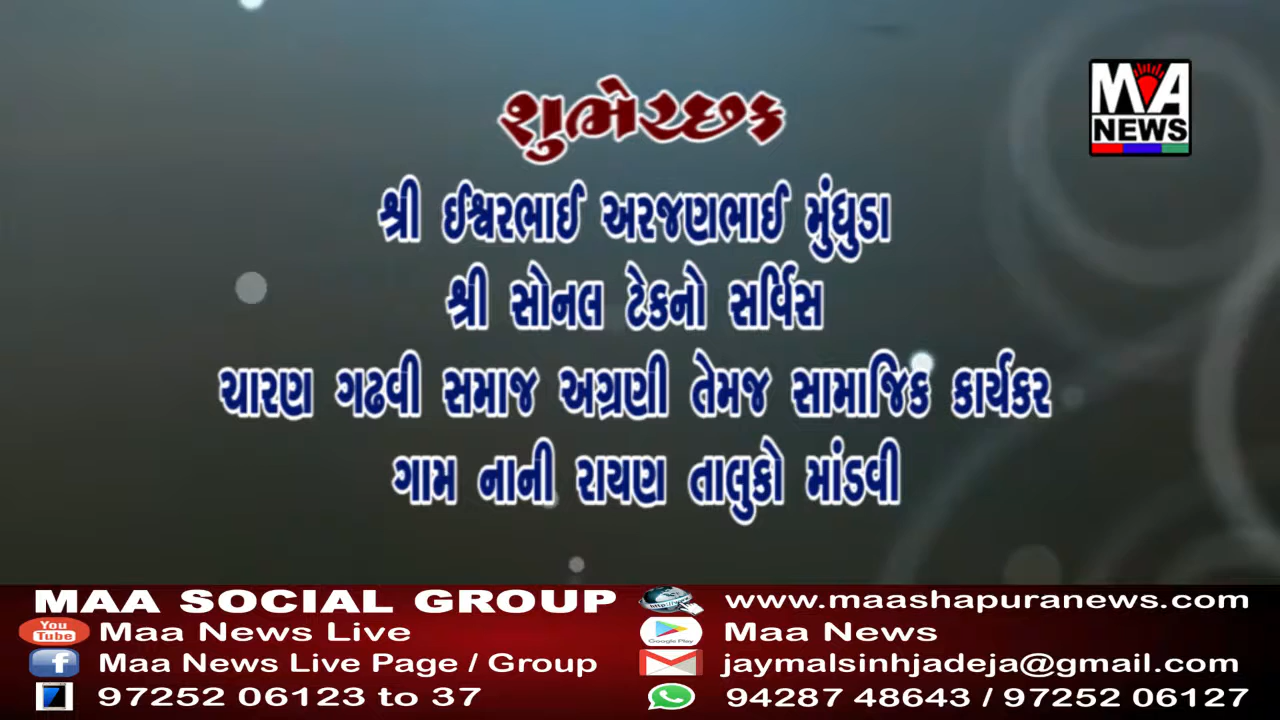 શુભેચ્છક
શ્રી ઈશ્વરભાઈ અરજણભાઈ મુંધુડા
શ્રી સોનલ ટેકનો સર્વિસ
ચારણ ગઢવી સમાજ અગ્રણી તેમજ સામાજિક કાર્યકર
ગામ નાની રાયણ તાલુકો માંડવી
MAA
NEWS
MAA SOCIAL GROUP
www.maashapuranews.com
You Tube Maa News Live
Google Play Maa News
f Maa News Live Page / Group
jaymalsinhjadeja@gmail.com
97252 06123 to 37
94287 48643 / 97252 06127